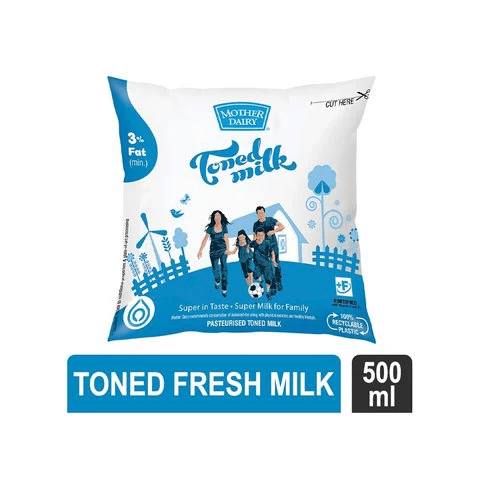 MOTHER
DAIRY
®
CUT HERE
3% Fat
(min.)
Toned
milk
+F
FORTIFIED
Super in Taste • Super Milk for Family
PASTEURISED TONED MILK
100%
RECYCLABLE
PLASTIC
TONED FRESH MILK
500
ml